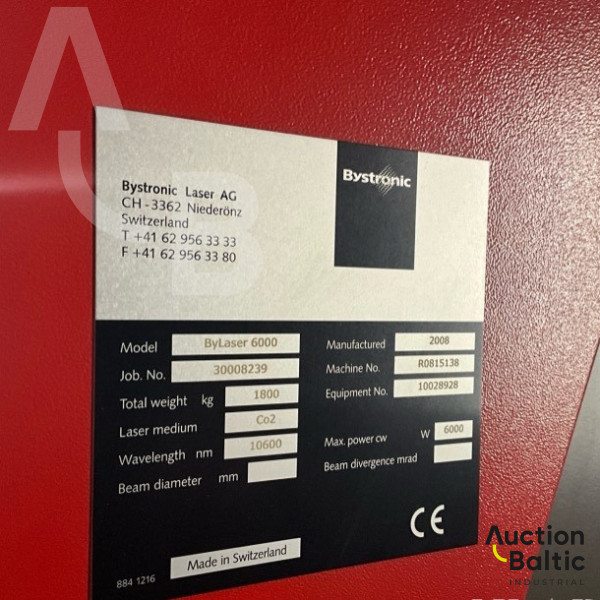 Bystronic Laser AG
CH - 3362 Niederönz
Switzerland
T +41 62 956 33 33
F +41 62 956 33 80
Bystronic
Model ByLaser 6000
Job. No. 30008239
Total weight kg 1800
Laser medium Co2
Wavelength nm 10600
Beam diameter mm
Manufactured 2008
Machine No. R0815138
Equipment No. 10028928
Max. power cw W 6000
Beam divergence mrad
CE
Made in Switzerland
884 1216
Auction
Baltic
INDUSTRIAL